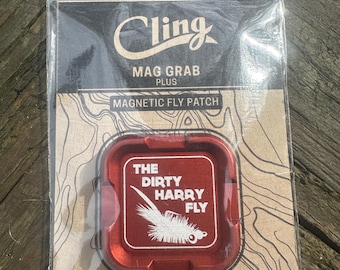 Cling
MAG GRAB
PLUS
MAGNETIC FLY PATCH
THE
DIRTY
HARRY
FLY